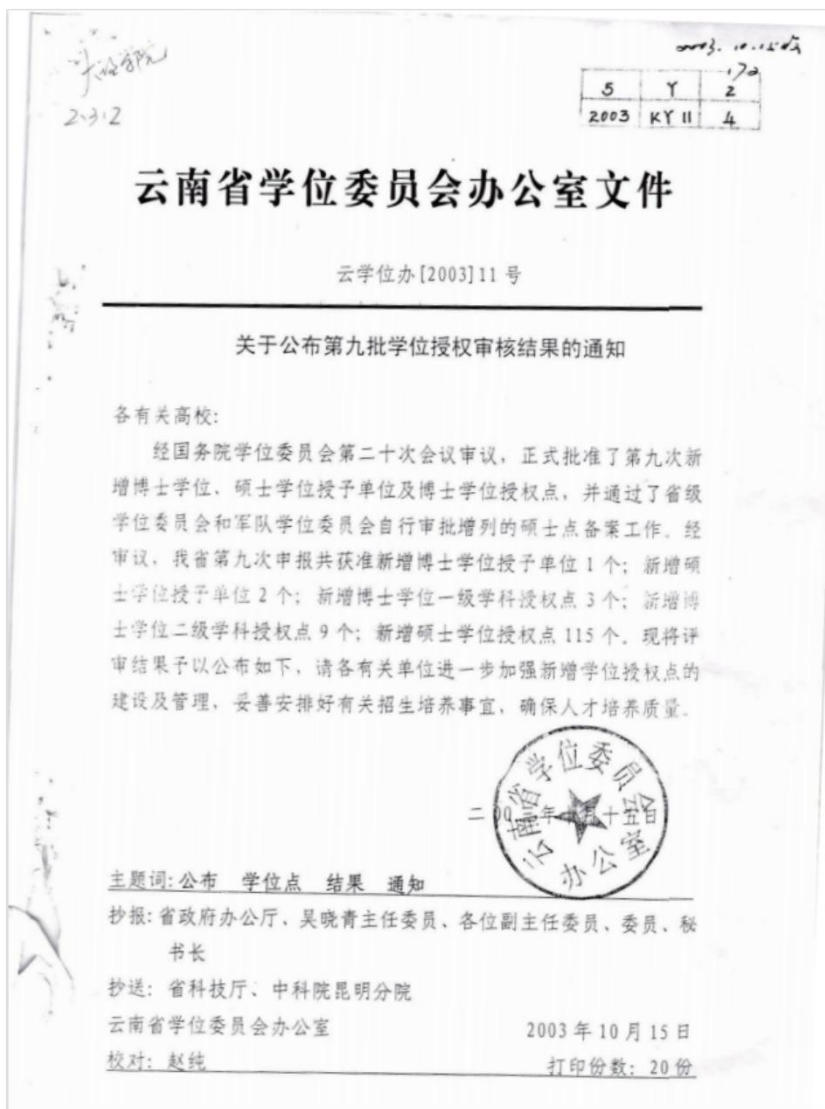 2003.10.15
172
S Y 2
2003 KY11 4
2.3.2
云南省学位委员会办公室文件
云学位办[2003]11号
关于公布第九批学位授权审核结果的通知
各有关高校:
经国务院学位委员会第二十次会议审议,正式批准了第九次新
增博士学位、硕士学位授予单位及博士学位授权点,并通过了省级
学位委员会和军队学位委员会自行审批增列的硕士点备案工作。经
审议,我省第九次申报共获准新增博士学位授予单位1个;新增硕
士学位授予单位2个;新增博士学位一级学科授权点3个;新增博
士学位二级学科授权点9个;新增硕士学位授权点115个。现将评
审结果予以公布如下,请各有关单位进一步加强新增学位授权点的
建设及管理,妥善安排好有关招生培养事宜,确保人才培养质量。
云南省学位委员会
办公室
二00 年 月十五日
主题词:公布 学位点 结果 通知
抄报:省政府办公厅、吴晓青主任委员、各位副主任委员、委员、秘
书长
抄送:省科技厅、中科院昆明分院
云南省学位委员会办公室 2003年10月15日
校对:赵纯 打印份数:20份